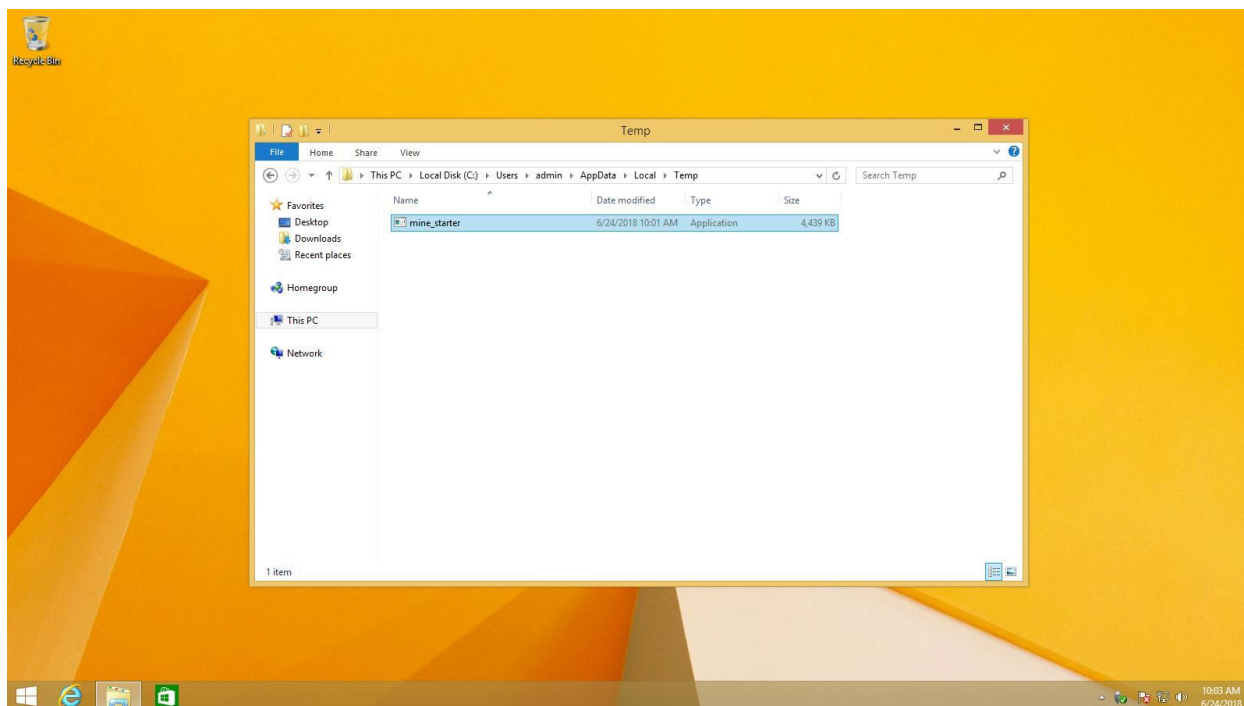 Recycle Bin
Temp
File Home Share View
This PC Local Disk (C:) Users admin AppData Local Temp
Search Temp
Name Date modified Type Size
mine_starter 6/24/2018 10:01 AM Application 4,439 KB
Favorites
Desktop
Downloads
Recent places
Homegroup
This PC
Network
1 item
10:03 AM
6/24/2018